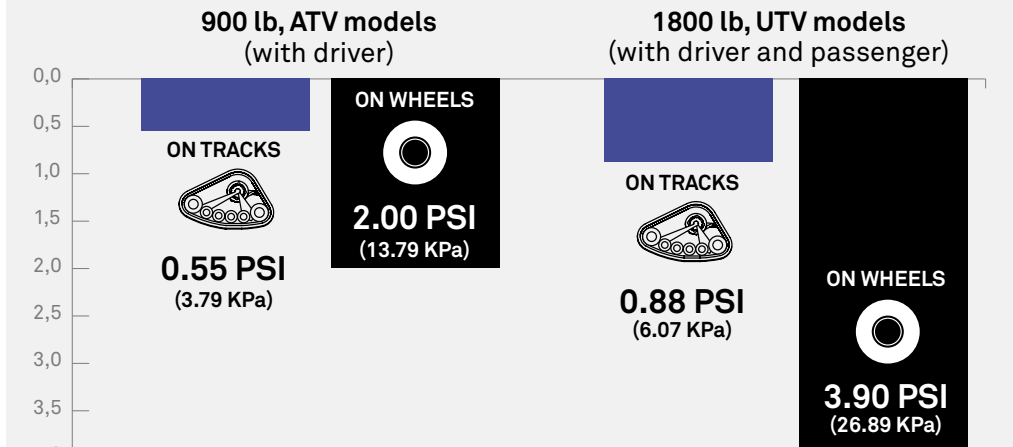 900 lb, ATV models
(with driver)
1800 lb, UTV models
(with driver and passenger)
0,0
0,5
1,0
1,5
2,0
2,5
3,0
3,5
ON TRACKS
0.55 PSI
(3.79 KPa)
ON WHEELS
2.00 PSI
(13.79 KPa)
ON TRACKS
0.88 PSI
(6.07 KPa)
ON WHEELS
3.90 PSI
(26.89 KPa)